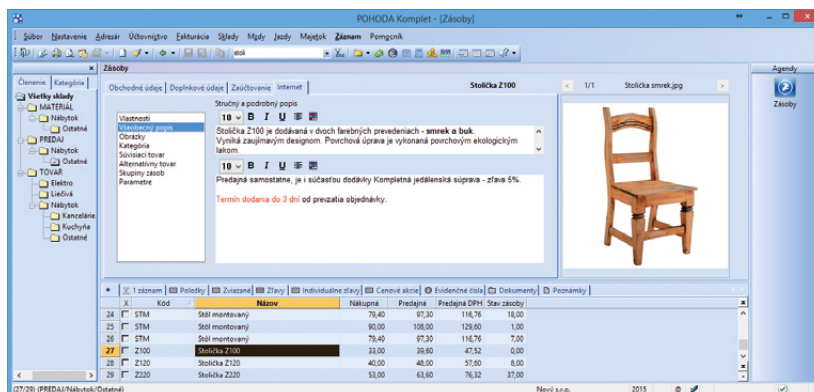 POHODA Komplet - [Zásoby]
Súbor Nastavenie Adresár Účtovníctvo Fakturácia Sklady Mzdy Jazdy Majetok Záznam Pomocník
stoli
Zásoby
Agendy
Členenie Kategória
Obchodné údaje Doplnkové údaje Zaúčtovanie Internet
Stolička Z100
1/1 Stolička smrek.jpg
Zásoby
Všetky sklady
MATERIÁL
Nábytok
Ostatné
PREDAJ
Nábytok
Ostatné
TOVAR
Elektro
Liečivá
Nábytok
Kancelárie
Kuchyňa
Ostatné
Vlastnosti
Všeobecný popis
Obrázky
Kategória
Súvisiaci tovar
Alternatívny tovar
Skupiny zásob
Parametre
Stručný a podrobný popis
10 B I U
Stolička Z100 je dodávaná v dvoch farebných prevedeniach - smrek a buk.
Vyniká zaujímavým designom. Povrchová úprava je vykonaná povrchovým ekologickým
lakom.
10 B I U
Predajná samostatne, je i súčasťou dodávky Kompletná jedálenská súprava - zľava 5%.
Termín dodania do 3 dní od prevzatia objednávky.
1 záznam Položky Zviazané Zľavy Individuálne zľavy Cenové akcie Evidenčné čísla Dokumenty Poznámky
X Kód Názov Nákupná Predajná Predajná DPH Stav zásoby
24 STM Stôl montovaný 79,40 97,30 116,76 18,00
25 STM Stôl montovaný 90,00 108,00 129,60 1,00
26 STM Stôl montovaný 79,40 97,30 116,76 7,00
27 Z100 Stolička Z100 33,00 39,60 47,52 0,00
28 Z120 Stolička Z120 40,00 48,00 57,60 8,00
29 Z220 Stolička Z220 53,00 63,60 76,32 37,00
(27/29) (PREDAJ/Nábytok/Ostatné)
Nový s.r.o. 2015